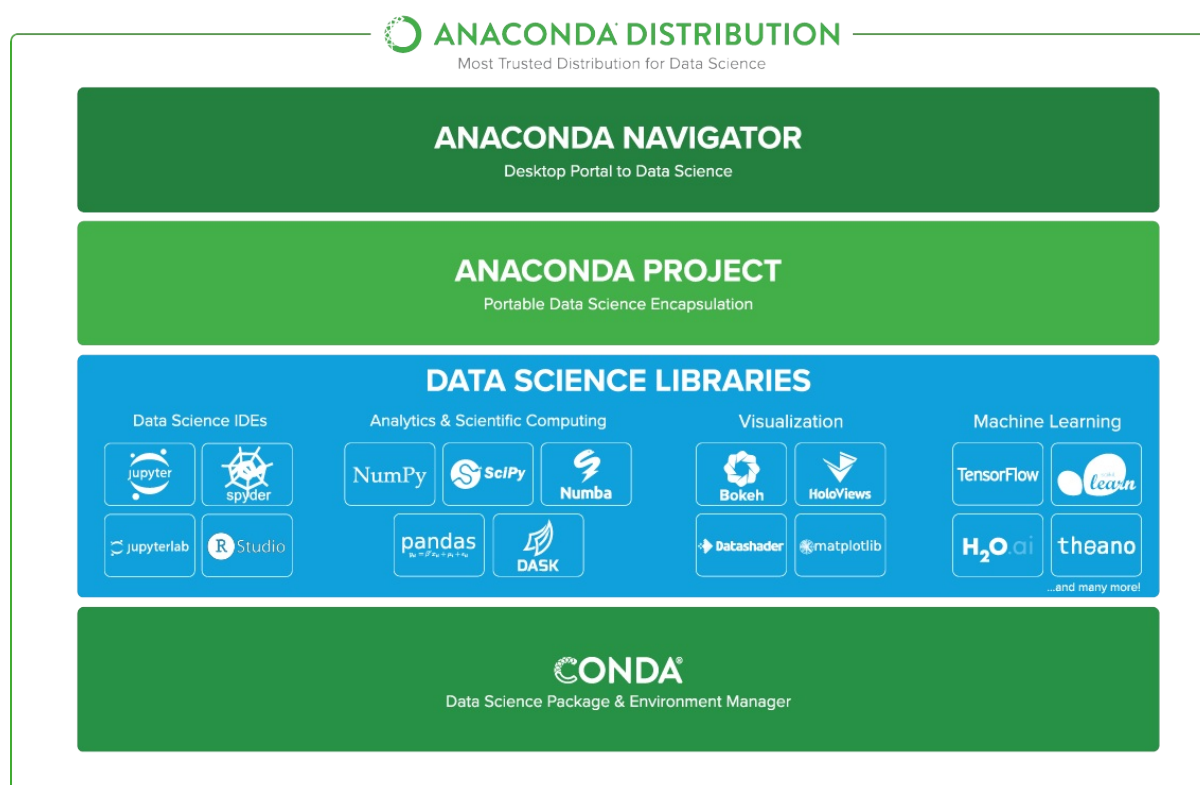 ANACONDA DISTRIBUTION
Most Trusted Distribution for Data Science
ANACONDA NAVIGATOR
Desktop Portal to Data Science
ANACONDA PROJECT
Portable Data Science Encapsulation
DATA SCIENCE LIBRARIES
Data Science IDEs
jupyter
spyder
jupyterlab
R Studio
Analytics & Scientific Computing
NumPy
SciPy
Numba
pandas
DASK
Visualization
Bokeh
HoloViews
Datashader
matplotlib
Machine Learning
TensorFlow
learn
H2O.ai
theano
...and many more!
CONDA®
Data Science Package & Environment Manager